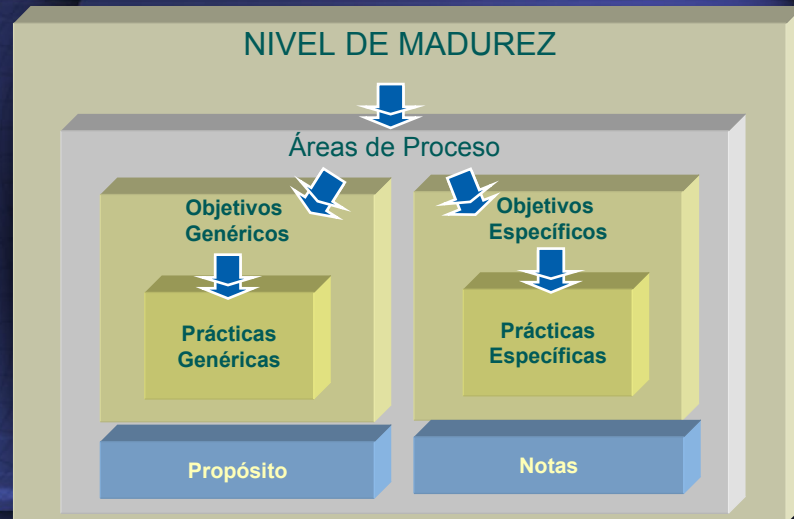 NIVEL DE MADUREZ
Áreas de Proceso
Objetivos
Genéricos
Prácticas
Genéricas
Objetivos
Específicos
Prácticas
Específicas
Propósito
Notas